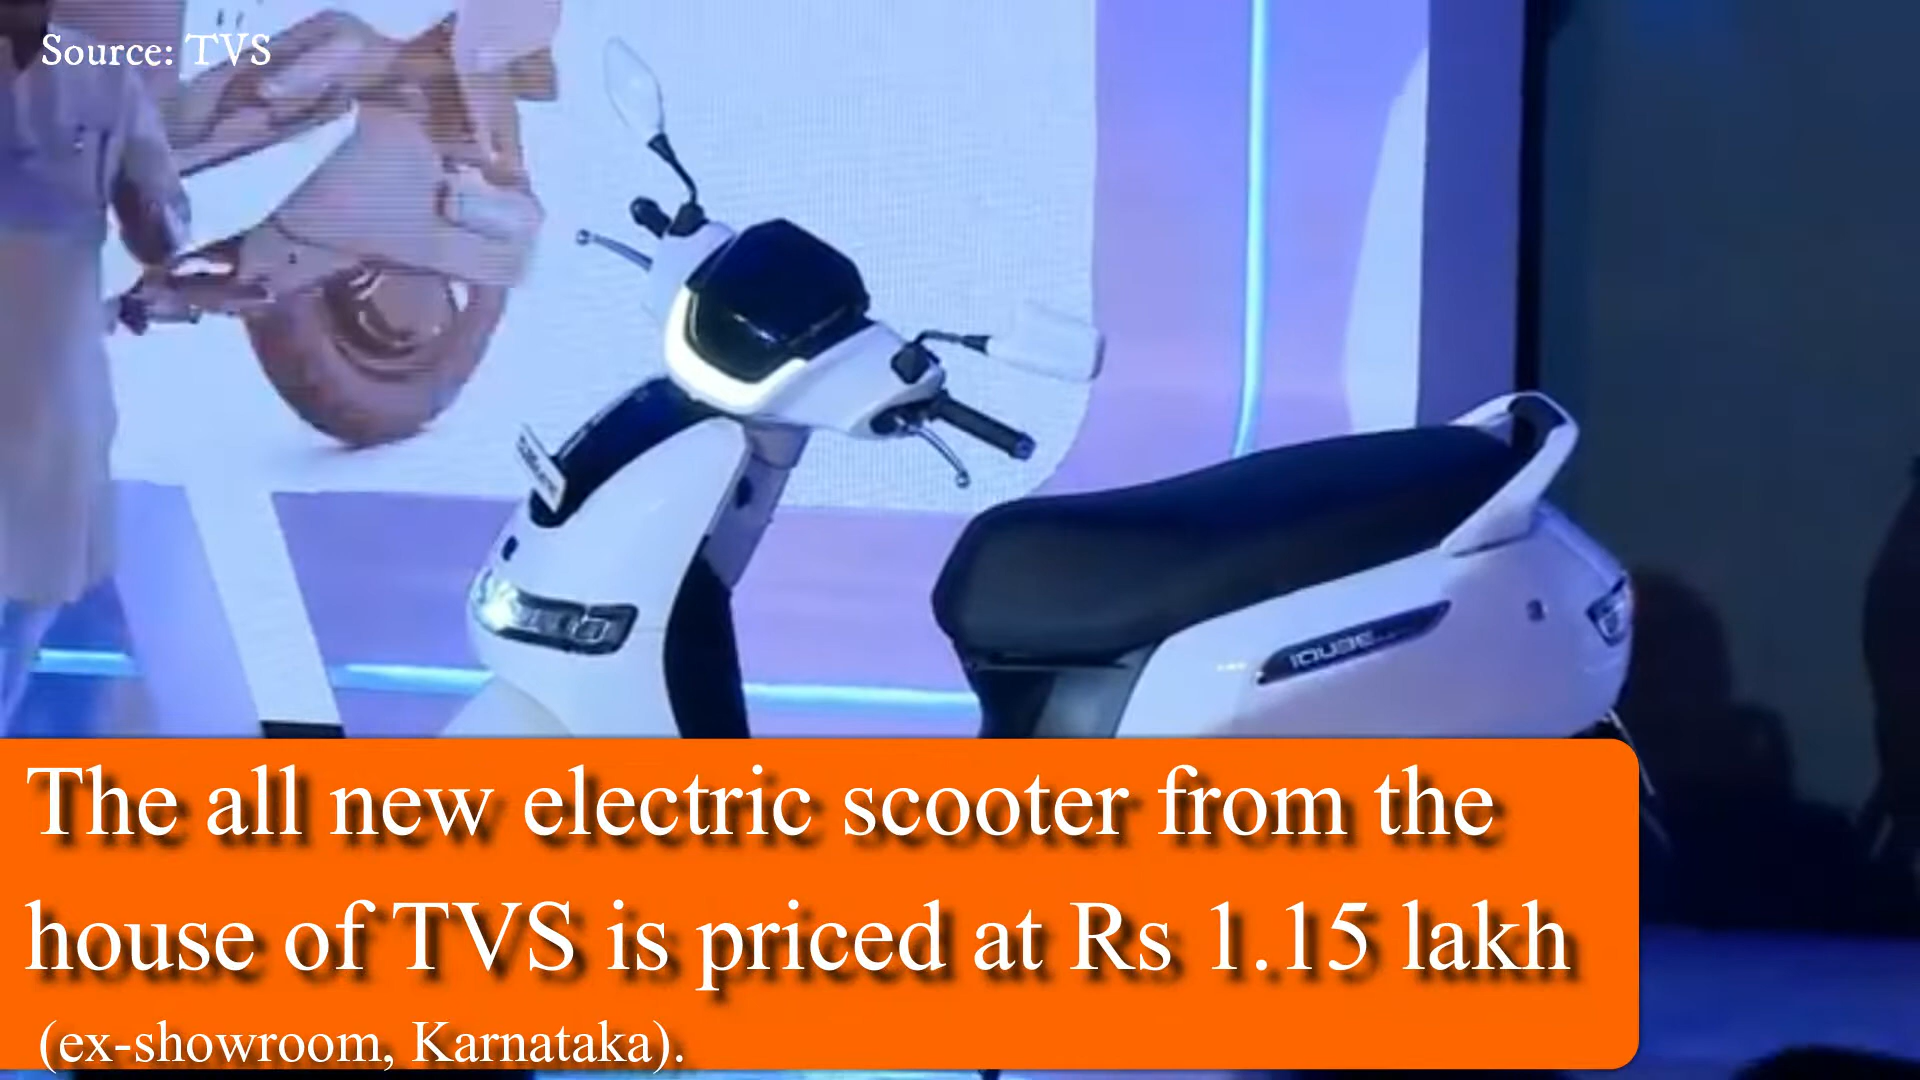 Source: TVS
IQUBE
The all new electric scooter from the
house of TVS is priced at Rs 1.15 lakh
(ex-showroom, Karnataka).